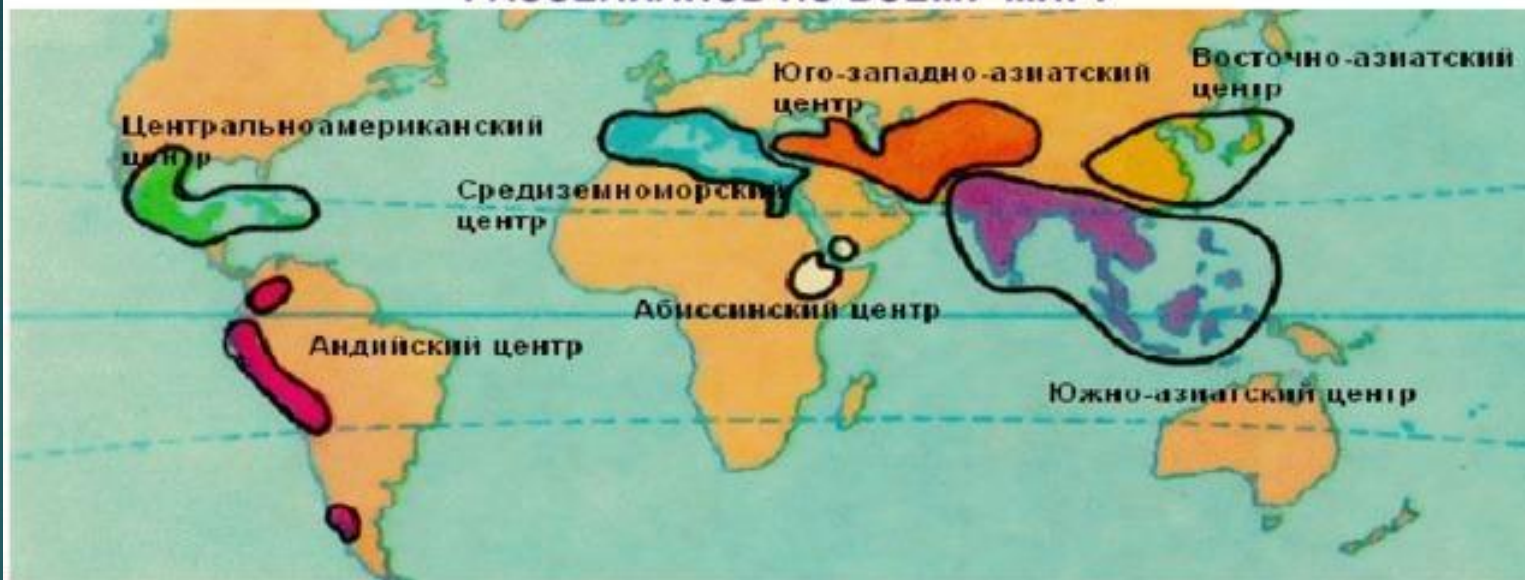 Юго-западно-азиатский
центр
Восточно-азиатский
центр
Центральноамериканский
центр
Средиземноморский
центр
Абиссинский центр
Андийский центр
Южно-азиатский центр